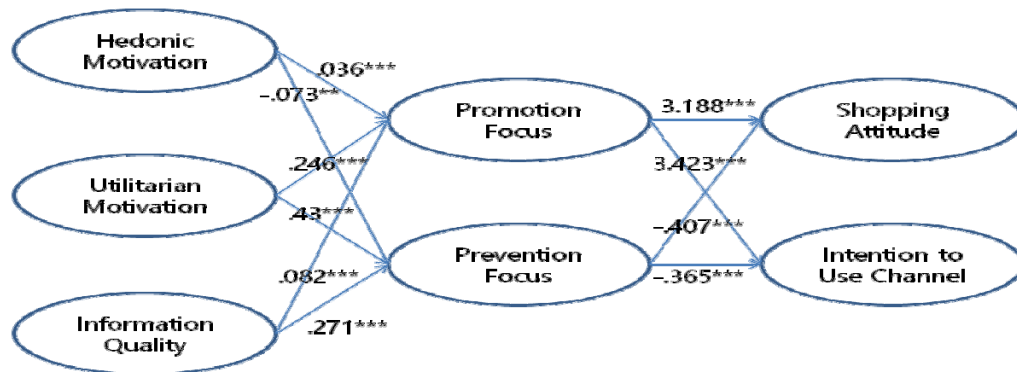 Hedonic
Motivation
.036***
-.073**
Promotion
Focus
3.188***
Shopping
Attitude
.246***
3.423***
Utilitarian
Motivation
.43***
-.407***
Prevention
Focus
-.365***
Intention to
Use Channel
.082***
.271***
Information
Quality